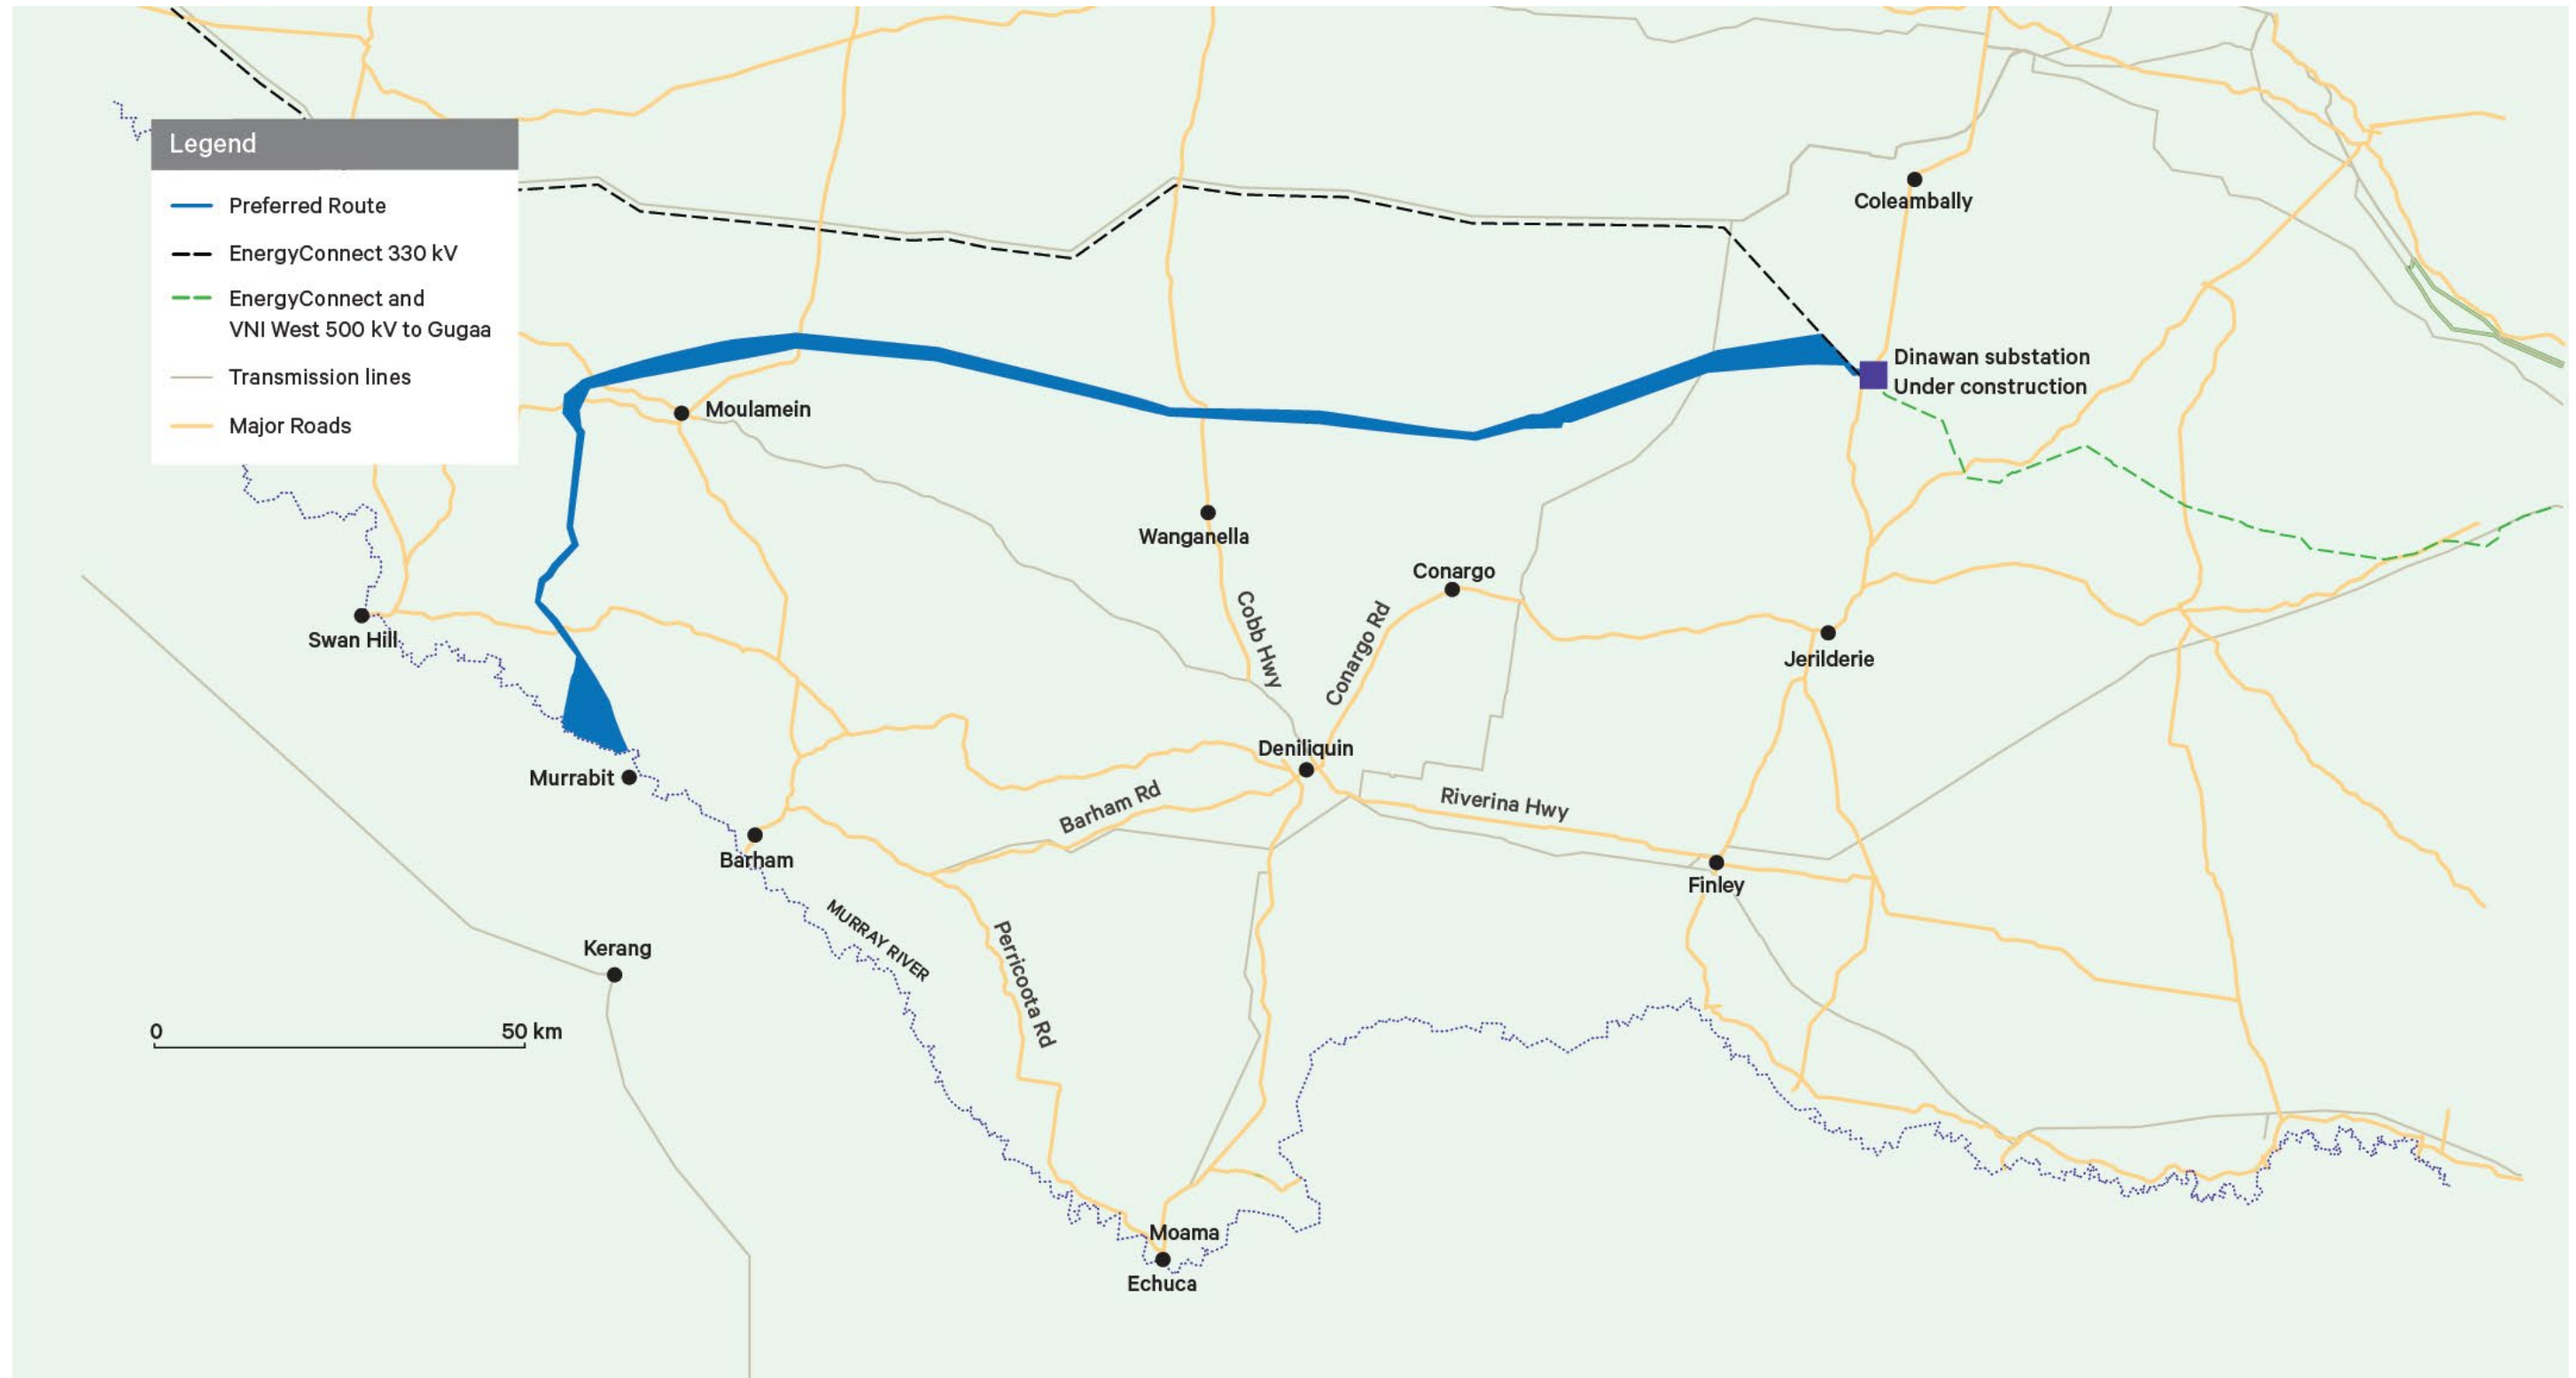 Legend
Preferred Route
EnergyConnect 330 kV
EnergyConnect and
VNI West 500 kV to Gugaa
Transmission lines
Major Roads
Coleambally
Dinawan substation
Under construction
Moulamein
Wanganella
Conargo
Cobb Hwy
Conargo Rd
Swan Hill
Jerilderie
Deniliquin
Murrabit
Barham Rd
Riverina Hwy
Barham
Finley
MURRAY RIVER
Perricoota Rd
Kerang
0 50 km
Moama
Echuca